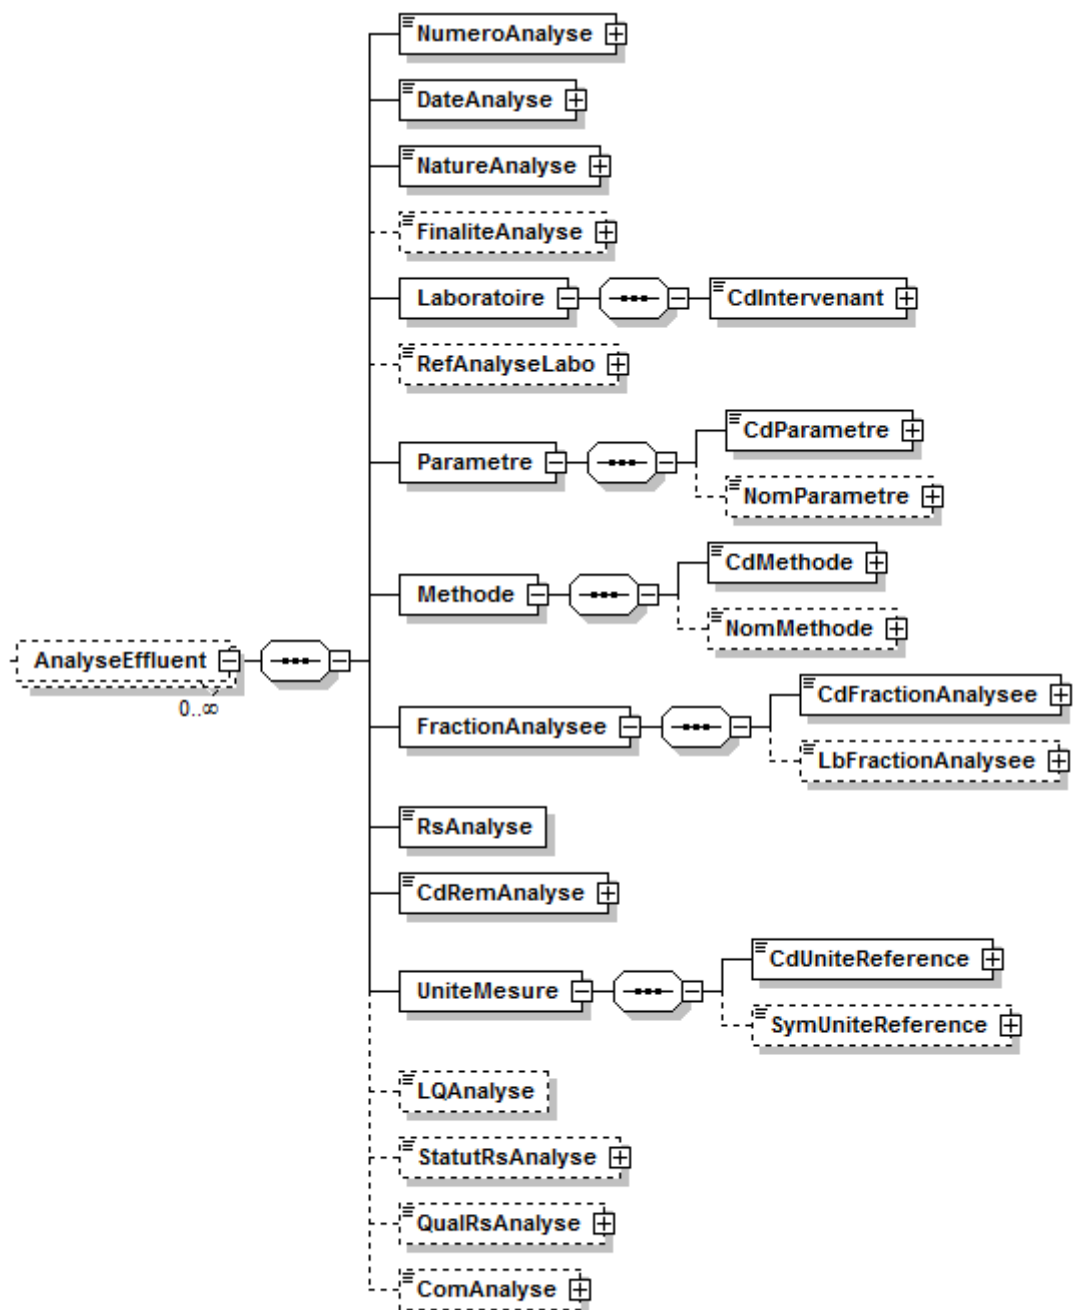 NumeroAnalyse
DateAnalyse
NatureAnalyse
FinaliteAnalyse
Laboratoire
CdIntervenant
RefAnalyseLabo
Parametre
CdParametre
NomParametre
Methode
CdMethode
NomMethode
AnalyseEffluent
0..∞
FractionAnalysee
CdFractionAnalysee
LbFractionAnalysee
RsAnalyse
CdRemAnalyse
UniteMesure
CdUniteReference
SymUniteReference
LQAnalyse
StatutRsAnalyse
QualRsAnalyse
ComAnalyse